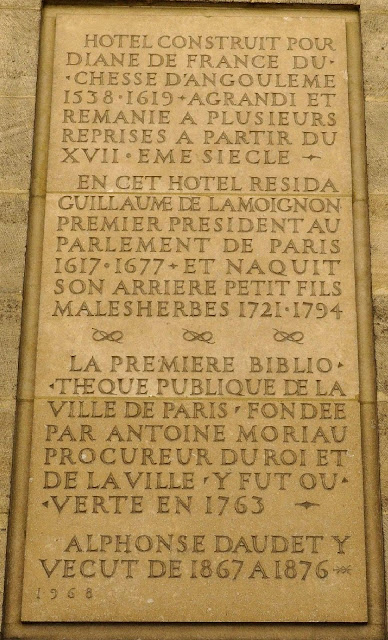 HOTEL CONSTRUIT POUR
DIANE DE FRANCE DU·
·CHESSE D'ANGOULEME
1538·1619 AGRANDI ET
REMANIE A PLUSIEURS
REPRISES A PARTIR DU
XVII·EME SIECLE
EN CET HOTEL RESIDA
GUILLAUME DE LAMOIGNON
PREMIER PRESIDENT AU
PARLEMENT DE PARIS
1617·1677 ET NAQUIT
SON ARRIERE PETIT FILS
MALESHERBES 1721·1794
LA PREMIERE BIBLIO·
·THEQUE PUBLIQUE DE LA
VILLE DE PARIS, FONDEE
PAR ANTOINE MORIAU
PROCUREUR DU ROI ET
DE LA VILLE, Y FUT OU·
·VERTE EN 1763
ALPHONSE DAUDET Y
VECUT DE 1867 A 1876
1968